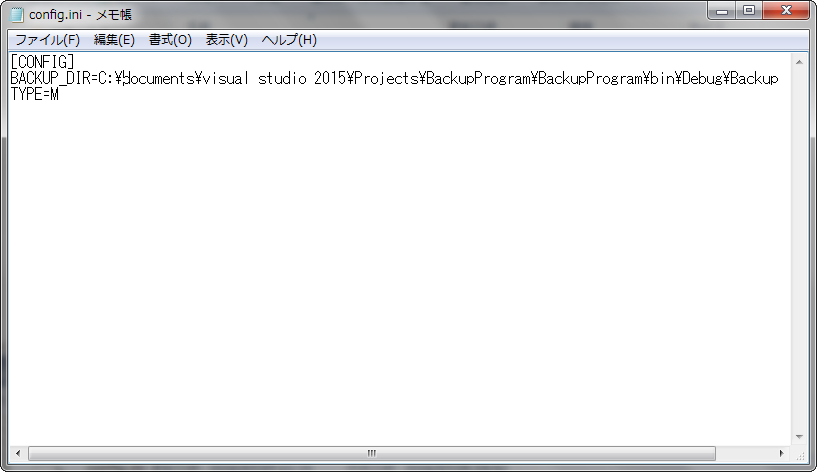 config.ini - メモ帳
ファイル(F) 編集(E) 書式(O) 表示(V) ヘルプ(H)
[CONFIG]
BACKUP_DIR=C:¥documents¥visual studio 2015¥Projects¥BackupProgram¥BackupProgram¥bin¥Debug¥Backup
TYPE=M